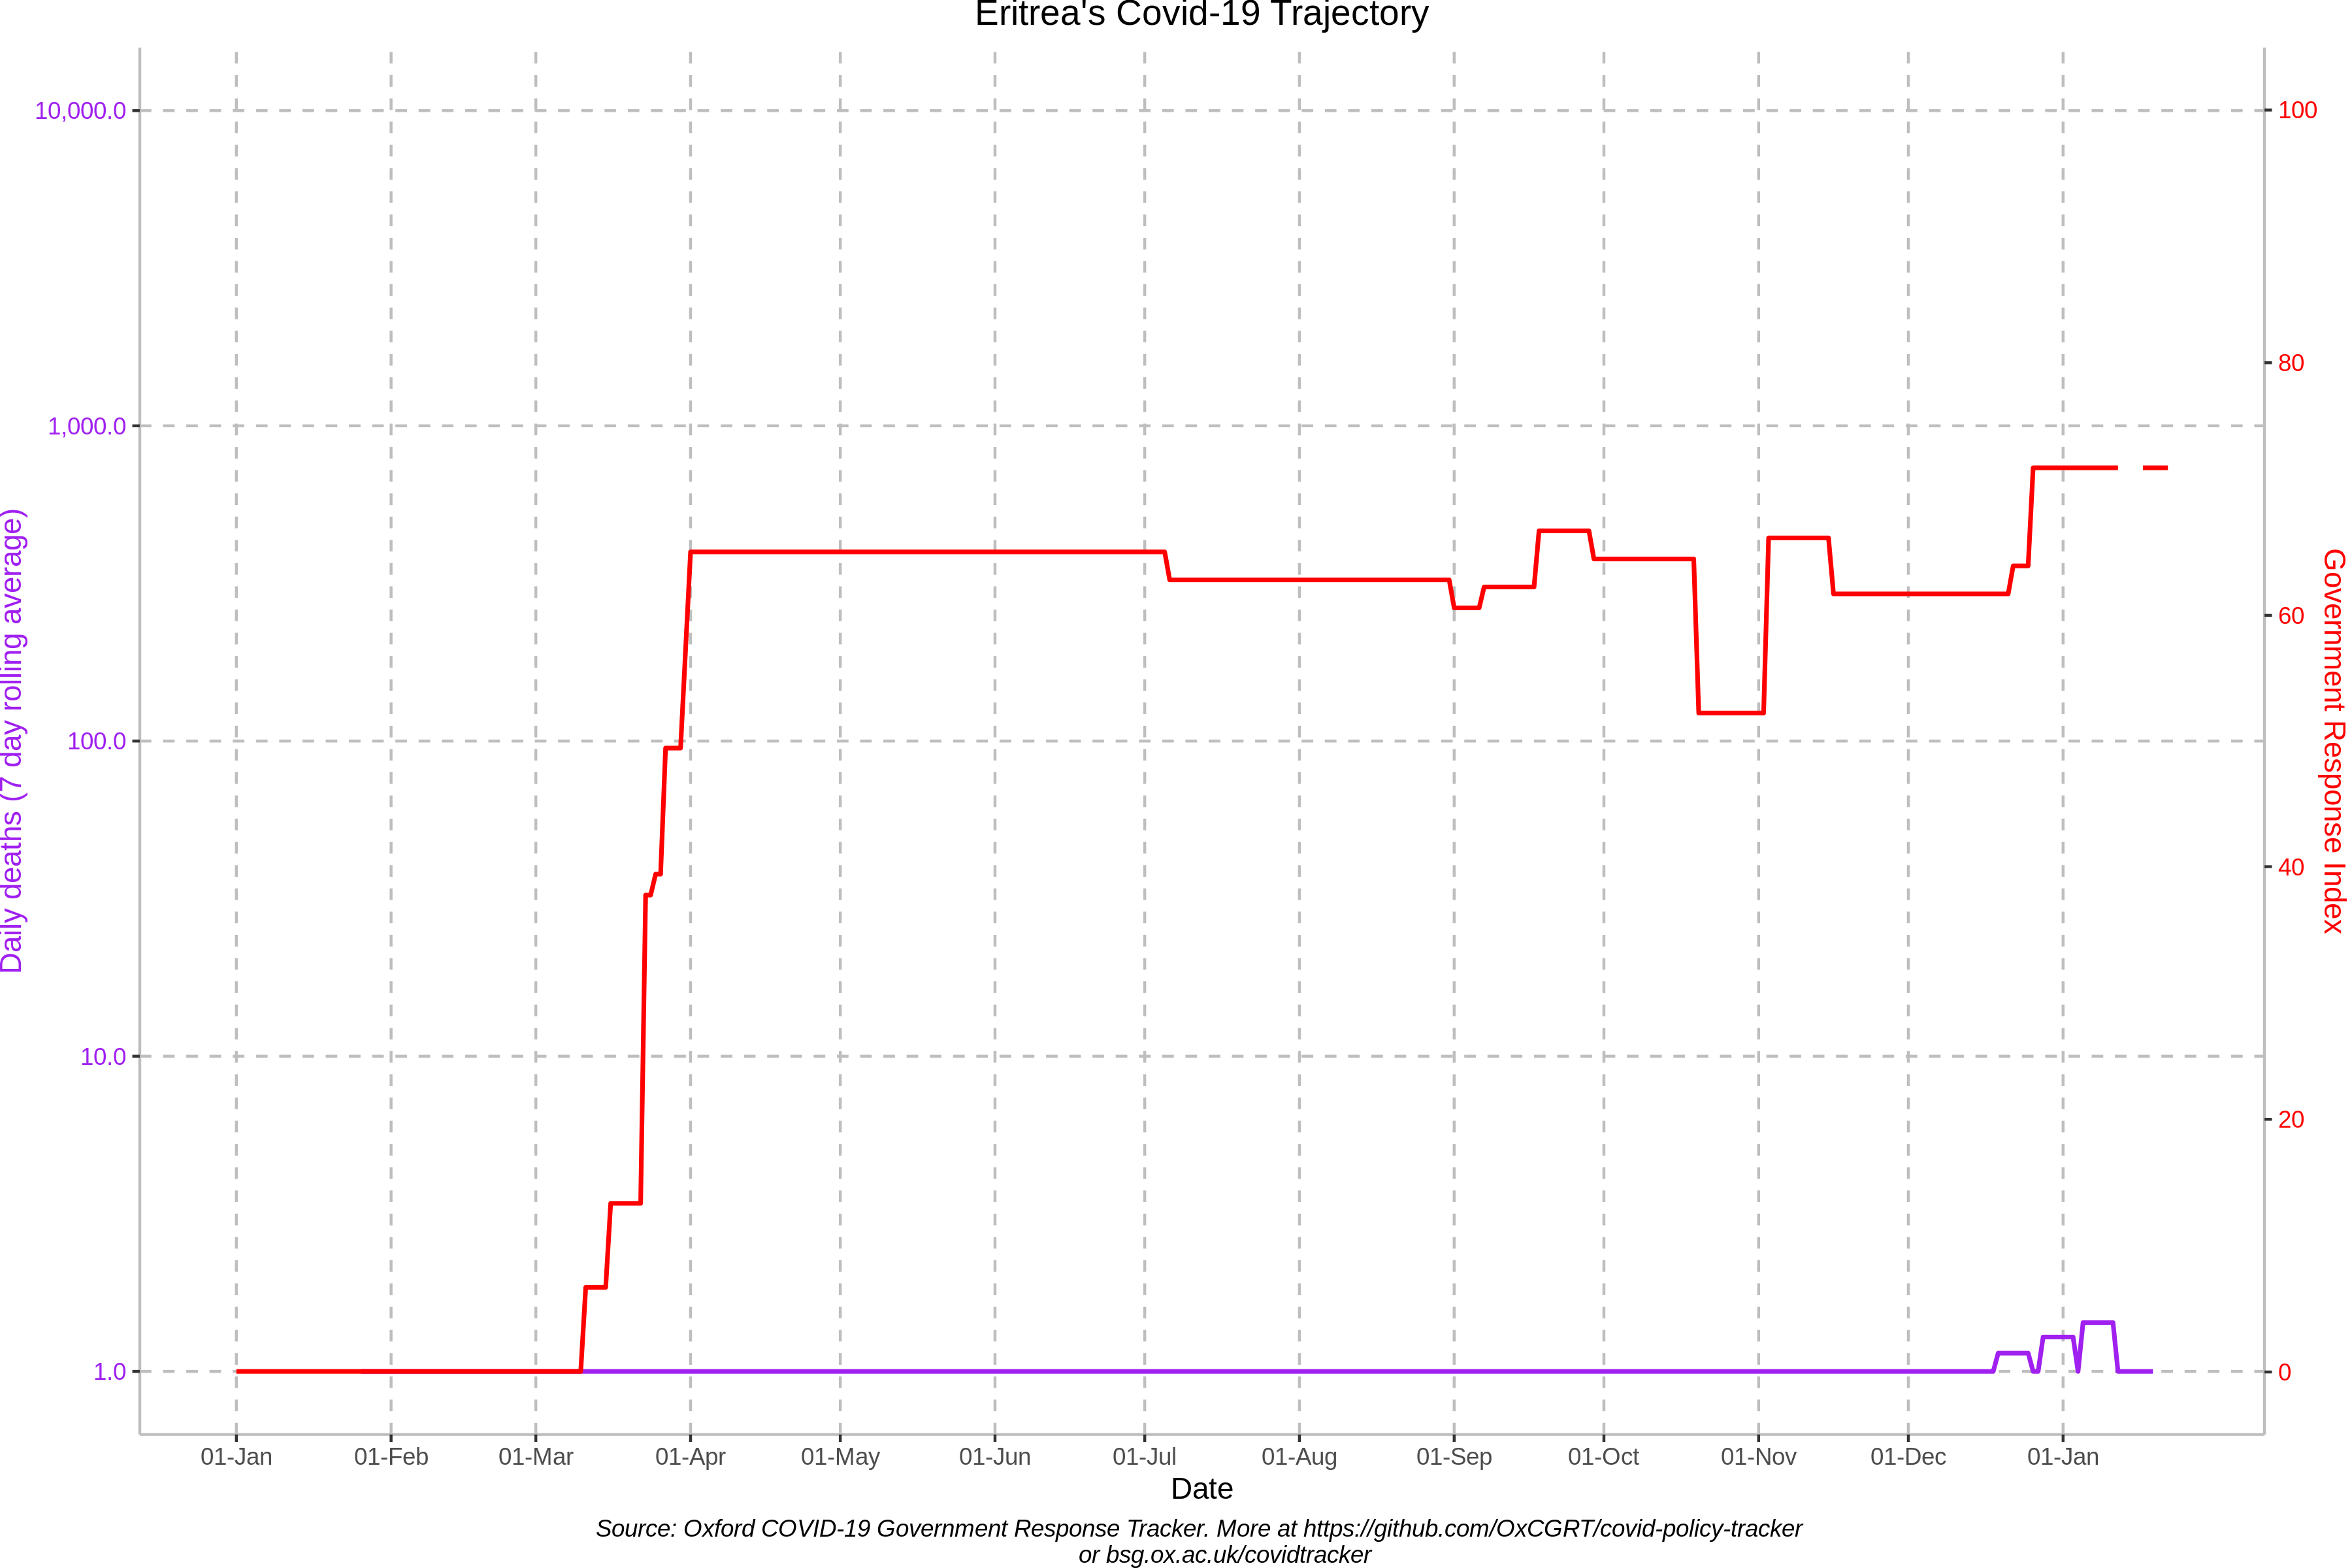 Eritrea's Covid-19 Trajectory
10,000.0
1,000.0
100.0
10.0
1.0
Daily deaths (7 day rolling average)
100
80
60
40
20
0
Government Response Index
01-Jan 01-Feb 01-Mar 01-Apr 01-May 01-Jun 01-Jul 01-Aug 01-Sep 01-Oct 01-Nov 01-Dec 01-Jan
Date
Source: Oxford COVID-19 Government Response Tracker. More at https://github.com/OxCGRT/covid-policy-tracker
or bsg.ox.ac.uk/covidtracker